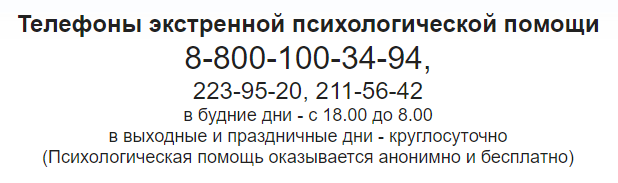 Телефоны экстренной психологической помощи
8-800-100-34-94,
223-95-20, 211-56-42
в будние дни - с 18.00 до 8.00
в выходные и праздничные дни - круглосуточно
(Психологическая помощь оказывается анонимно и бесплатно)